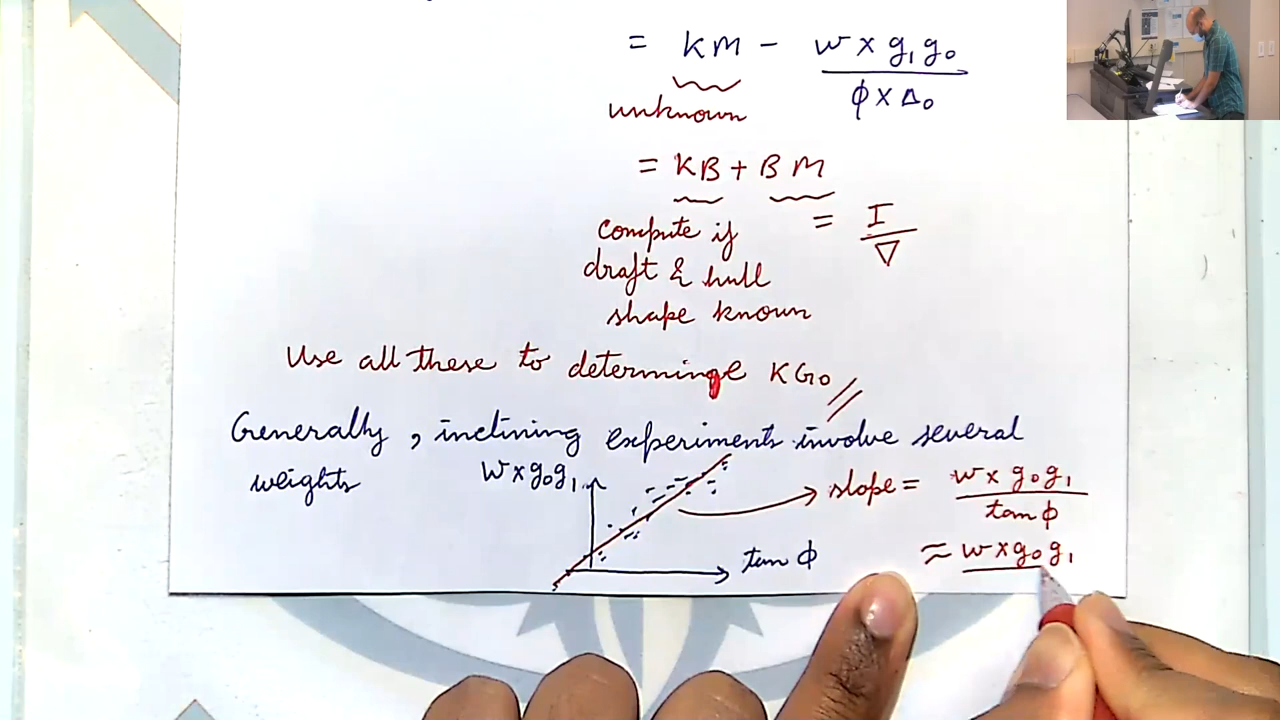 = KM - w x g₁g₀ / ϕ x Δ₀
unknown
= KB + BM
compute if = I / ∇
draft & hull
shape known
Use all these to determine KG₀ //
Generally, inclining experiments involve several
weights
w x g₀g₁
tan ϕ
slope = w x g₀g₁ / tan ϕ
≈ w x g₀g₁